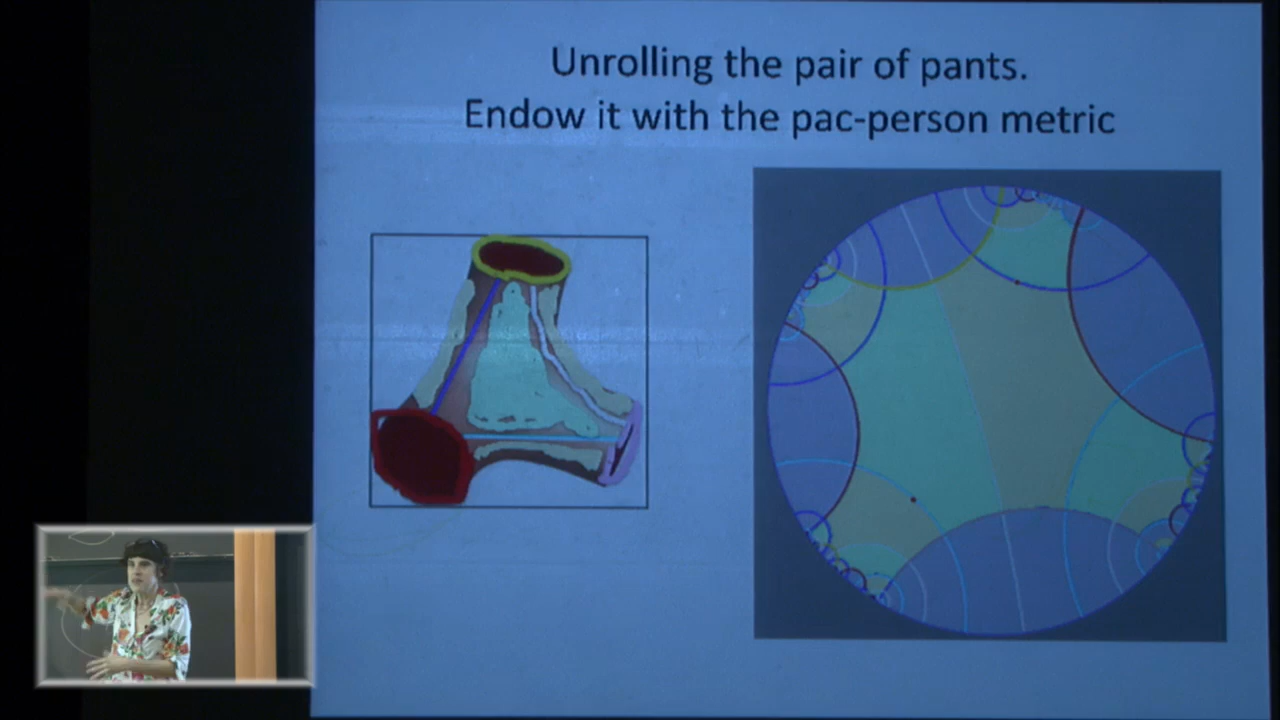 Unrolling the pair of pants.
Endow it with the pac-person metric